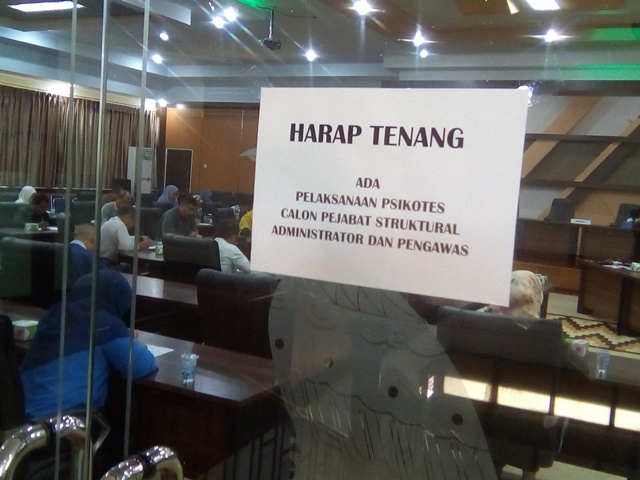 HARAP TENANG
ADA
PELAKSANAAN PSIKOTES
CALON PEJABAT STRUKTURAL
ADMINISTRATOR DAN PENGAWAS